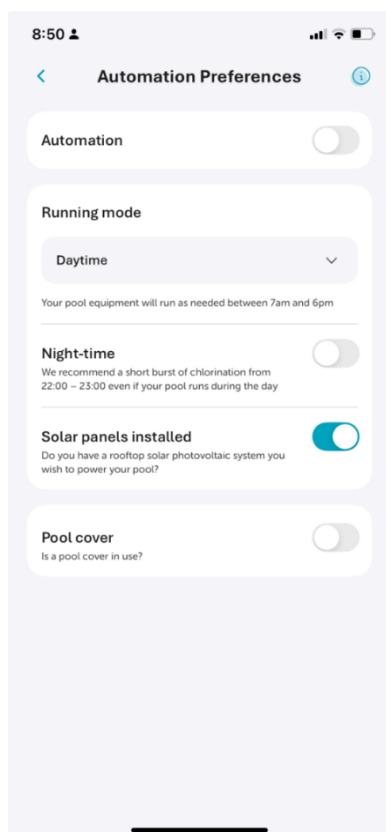 8:50
Automation Preferences
Automation
Running mode
Daytime
Your pool equipment will run as needed between 7am and 6pm
Night-time
We recommend a short burst of chlorination from
22:00 – 23:00 even if your pool runs during the day
Solar panels installed
Do you have a rooftop solar photovoltaic system you
wish to power your pool?
Pool cover
Is a pool cover in use?